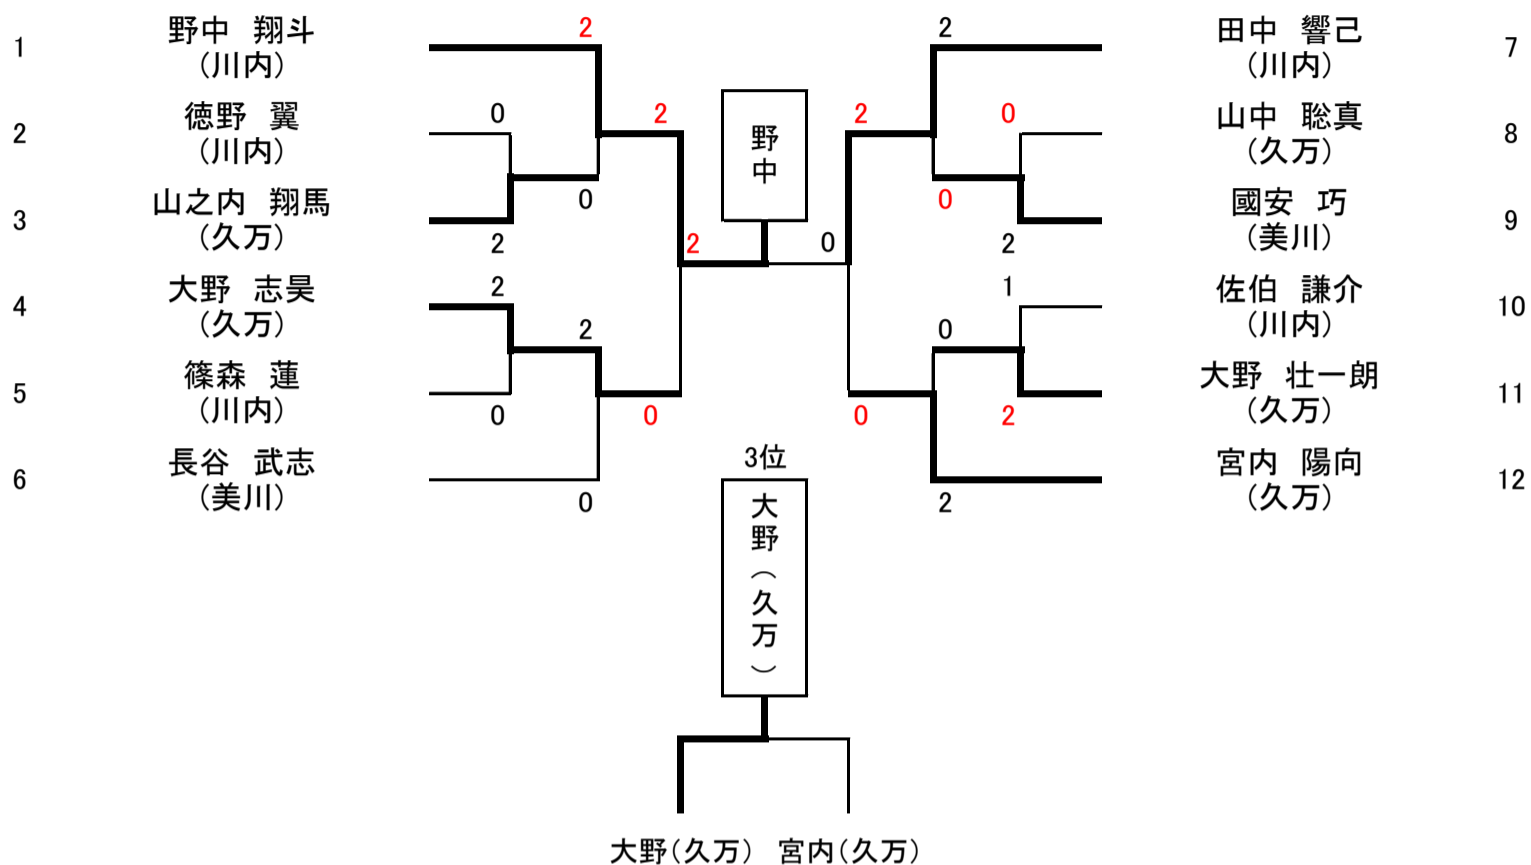 1
野中　翔斗
（川内）
2
徳野　翼
（川内）
3
山之内　翔馬
（久万）
4
大野　志昊
（久万）
5
篠森　蓮
（川内）
6
長谷　武志
（美川）
2
0
2
0
2
2
2
0
0
0
2
野中
0
2
2
0
0
2
1
0
0
2
2
田中　響己
（川内）
7
山中　聡真
（久万）
8
國安　巧
（美川）
9
佐伯　謙介
（川内）
10
大野　壮一朗
（久万）
11
宮内　陽向
（久万）
12
3位
大野（久万）
大野（久万）　宮内（久万）